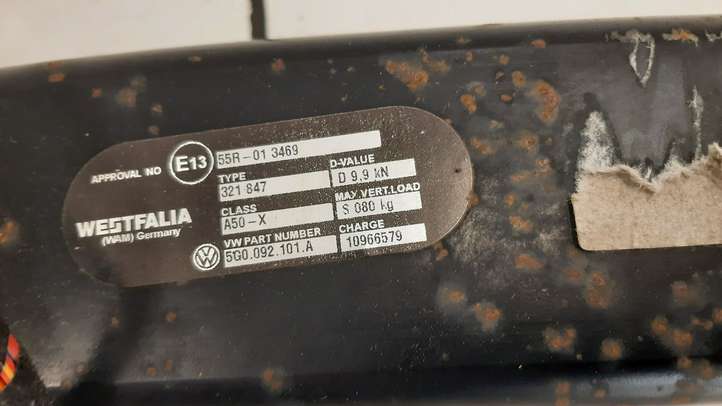 APPROVAL NO E13 55R-01 3469
TYPE D-VALUE
321 847 D 9,9 kN
CLASS MAX.VERT.LOAD
A50-X S 080 kg
WESTFALIA
(WAM) Germany
VW PART NUMBER CHARGE
5G0.092.101.A 10966579